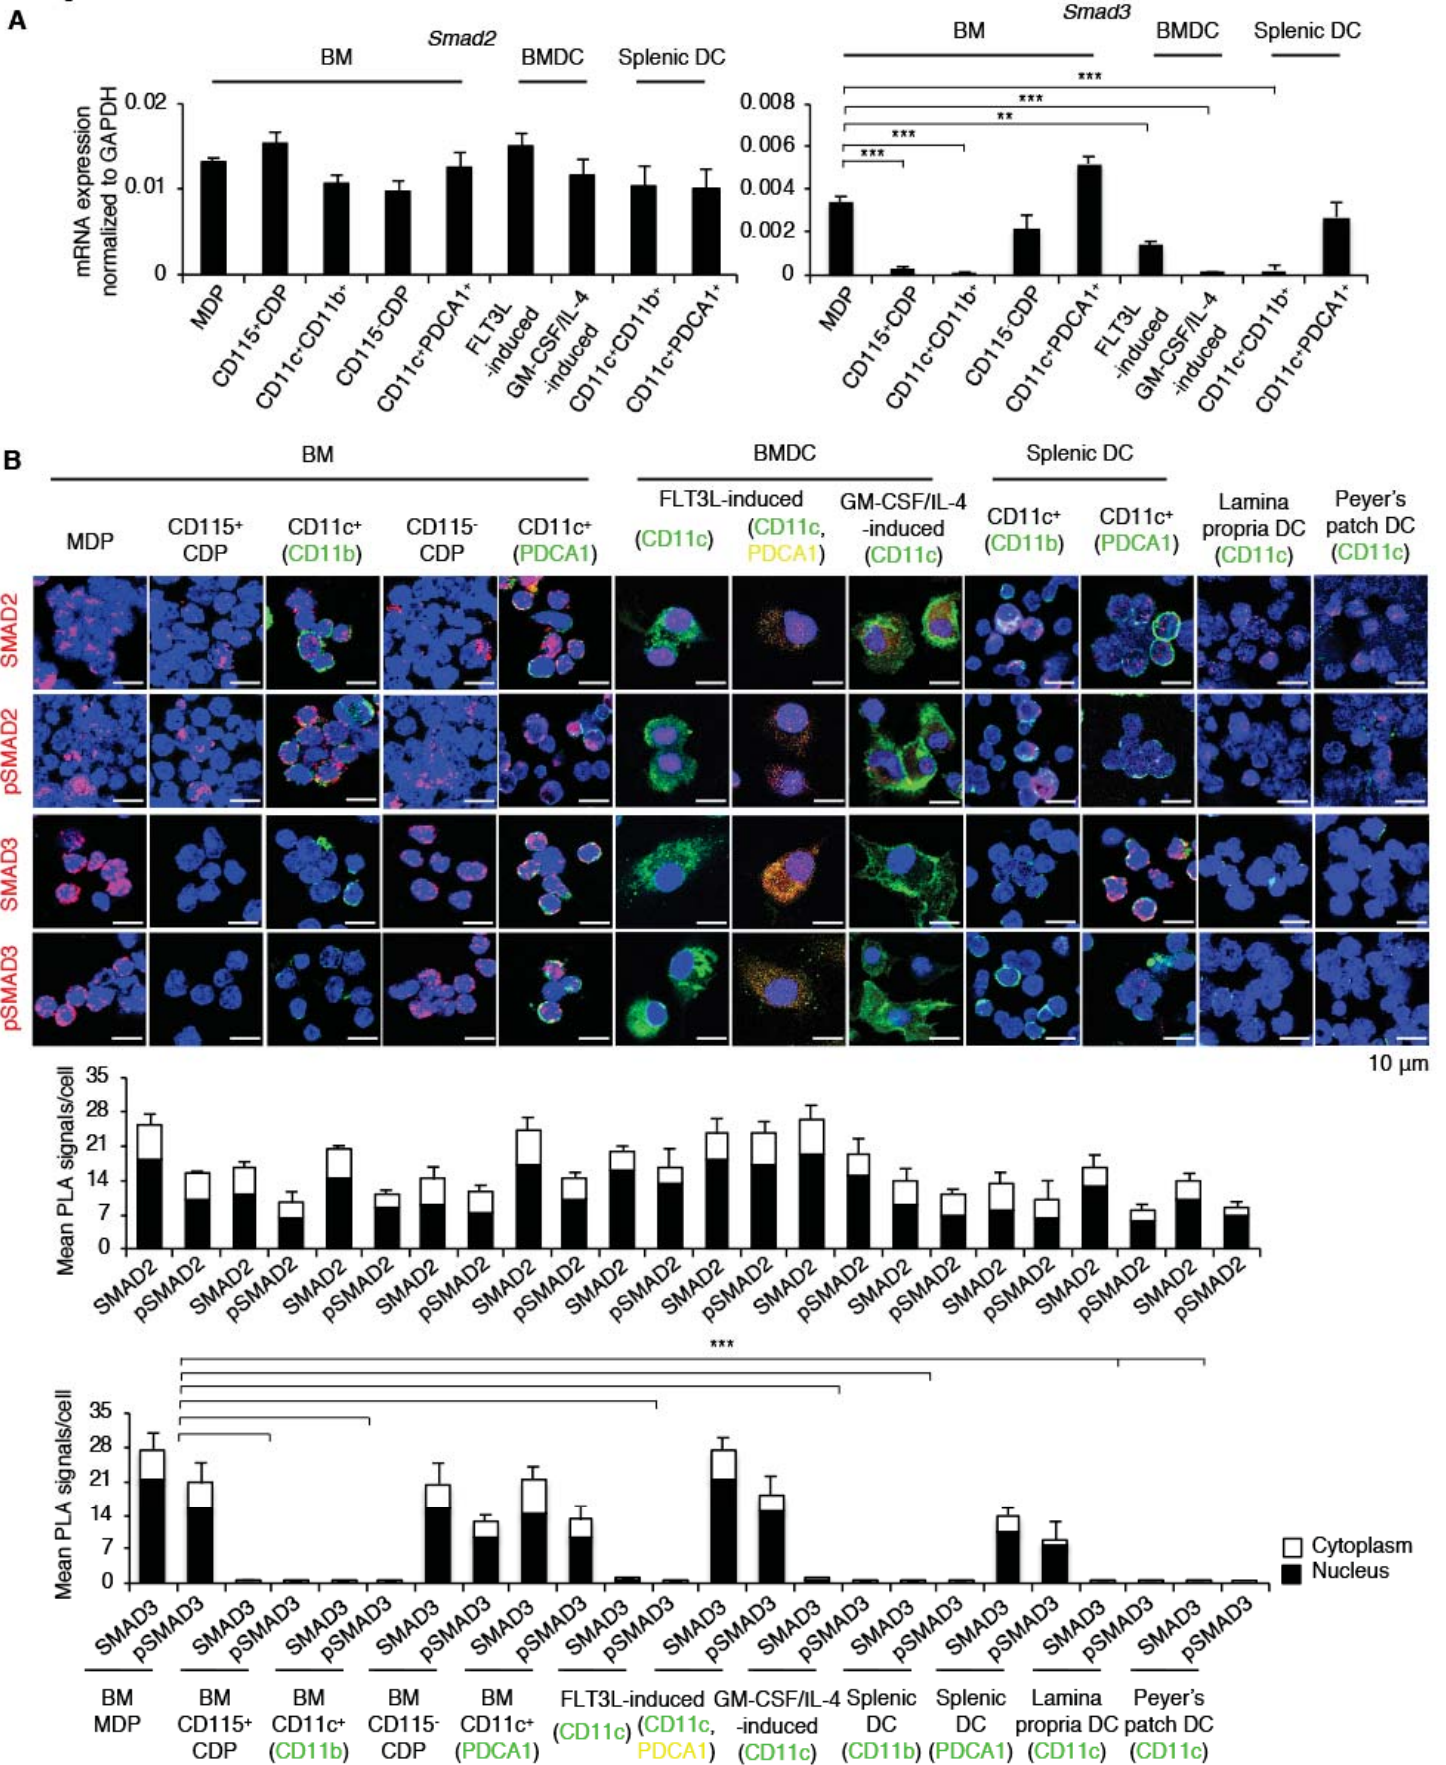 A
Smad2
BM
BMDC
Splenic DC
mRNA expression
normalized to GAPDH
0.02
0.01
0
MDP
CD115+CDP
CD11c+CD11b+
CD115-CDP
CD11c+PDCA1+
FLT3L
-induced
GM-CSF/IL-4
-induced
CD11c+CD11b+
CD11c+PDCA1+
Smad3
BM
BMDC
Splenic DC
***
***
**
***
***
0.008
0.006
0.004
0.002
0
MDP
CD115+CDP
CD11c+CD11b+
CD115-CDP
CD11c+PDCA1+
FLT3L
-induced
GM-CSF/IL-4
-induced
CD11c+CD11b+
CD11c+PDCA1+
B
BM
BMDC
Splenic DC
MDP
CD115+
CDP
CD11c+
(CD11b)
CD115-
CDP
CD11c+
(PDCA1)
FLT3L-induced
(CD11c)
(CD11c,
PDCA1)
GM-CSF/IL-4
-induced
(CD11c)
CD11c+
(CD11b)
CD11c+
(PDCA1)
Lamina
propria DC
(CD11c)
Peyer's
patch DC
(CD11c)
SMAD2
pSMAD2
SMAD3
pSMAD3
10 µm
Mean PLA signals/cell
35
28
21
14
7
0
SMAD2
pSMAD2
SMAD2
pSMAD2
SMAD2
pSMAD2
SMAD2
pSMAD2
SMAD2
pSMAD2
SMAD2
pSMAD2
SMAD2
pSMAD2
SMAD2
pSMAD2
SMAD2
pSMAD2
SMAD2
pSMAD2
SMAD2
pSMAD2
SMAD2
pSMAD2
***
Mean PLA signals/cell
35
28
21
14
7
0
Cytoplasm
Nucleus
SMAD3
pSMAD3
SMAD3
pSMAD3
SMAD3
pSMAD3
SMAD3
pSMAD3
SMAD3
pSMAD3
SMAD3
pSMAD3
SMAD3
pSMAD3
SMAD3
pSMAD3
SMAD3
pSMAD3
SMAD3
pSMAD3
SMAD3
pSMAD3
SMAD3
pSMAD3
BM
MDP
BM
CD115+
CDP
BM
CD11c+
(CD11b)
BM
CD115-
CDP
BM
CD11c+
(PDCA1)
FLT3L-induced
(CD11c)
(CD11c,
PDCA1)
GM-CSF/IL-4
-induced
(CD11c)
Splenic
DC
(CD11b)
Splenic
DC
(PDCA1)
Lamina
propria DC
(CD11c)
Peyer's
patch DC
(CD11c)